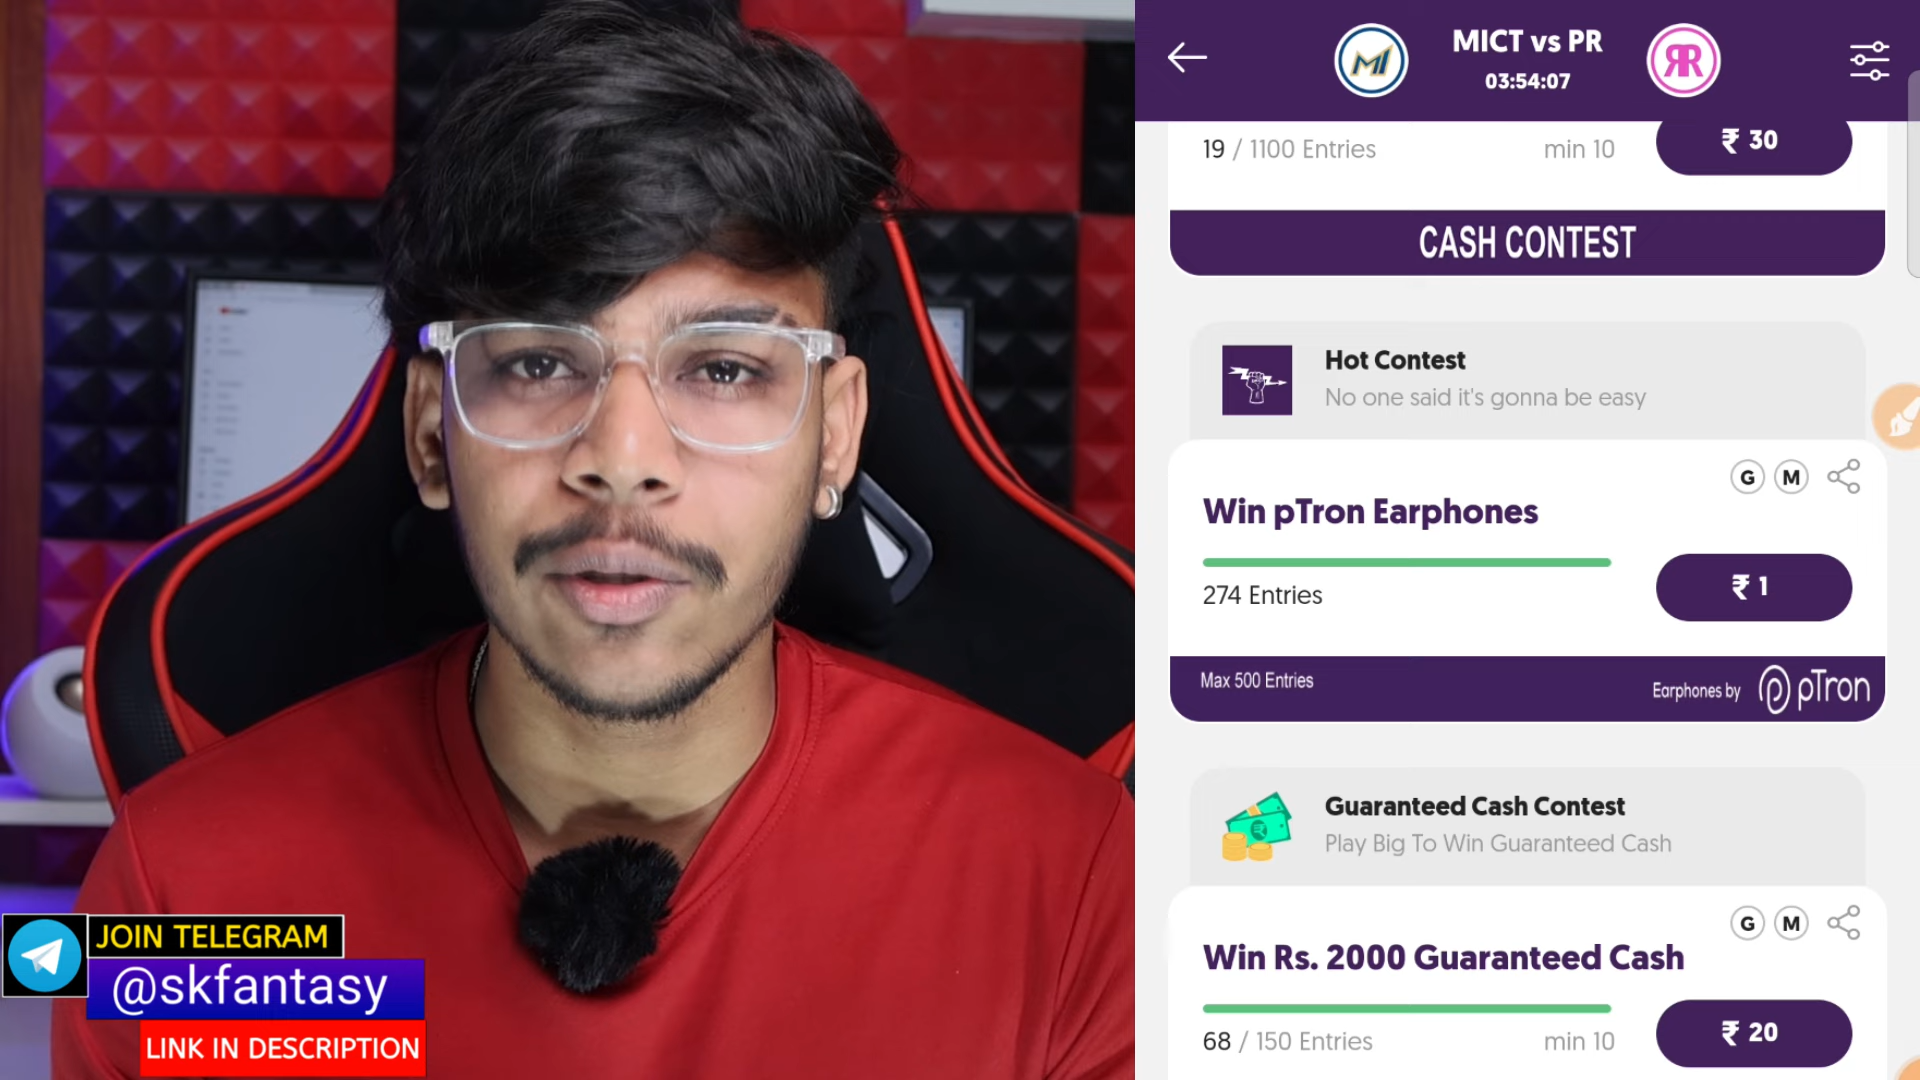 MICT vs PR
03:54:07
MI
RR
19 / 1100 Entries
min 10
₹ 30
CASH CONTEST
Hot Contest
No one said it's gonna be easy
G M
Win pTron Earphones
274 Entries
₹ 1
Max 500 Entries
Earphones by pTron
Guaranteed Cash Contest
Play Big To Win Guaranteed Cash
G M
Win Rs. 2000 Guaranteed Cash
68 / 150 Entries
min 10
₹ 20
JOIN TELEGRAM
@skfantasy
LINK IN DESCRIPTION